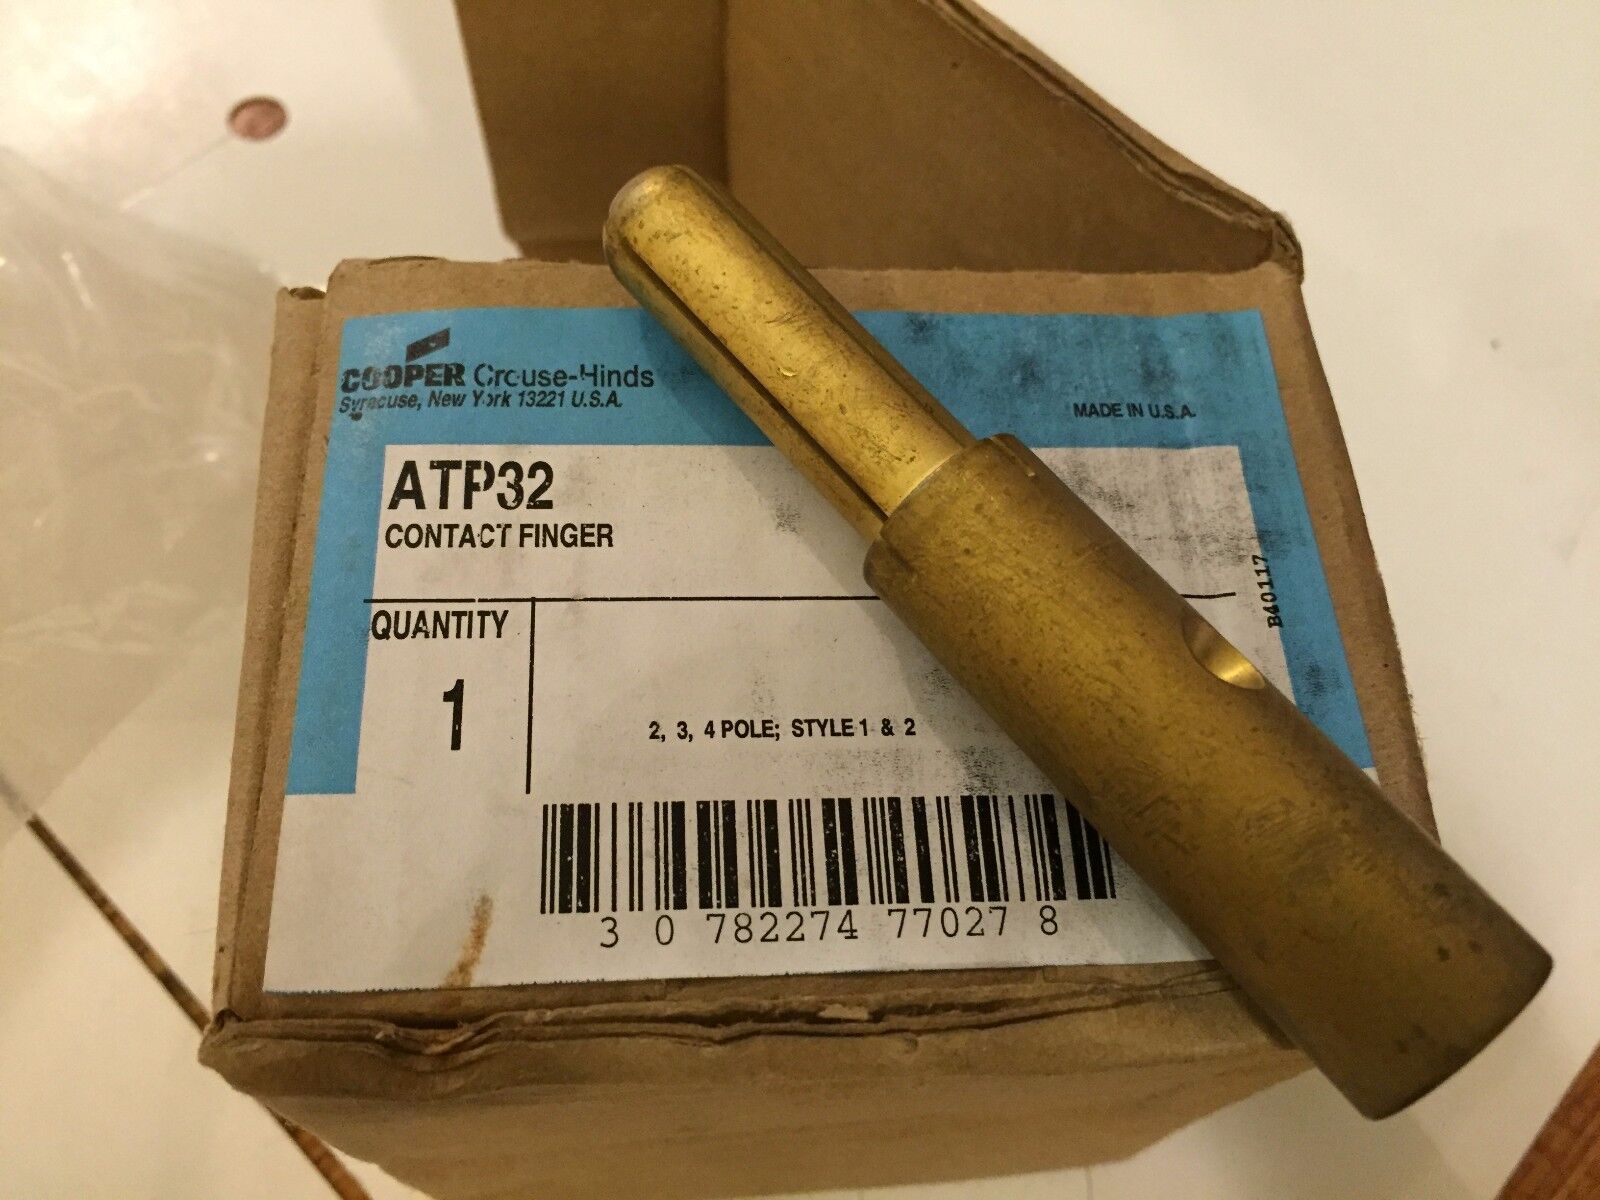 COOPER Crouse-Hinds
Syracuse, New York 13221 U.S.A.
MADE IN U.S.A.
ATP32
CONTACT FINGER
B40117
QUANTITY
1
2, 3, 4 POLE; STYLE 1 & 2
3 0 782274 77027 8